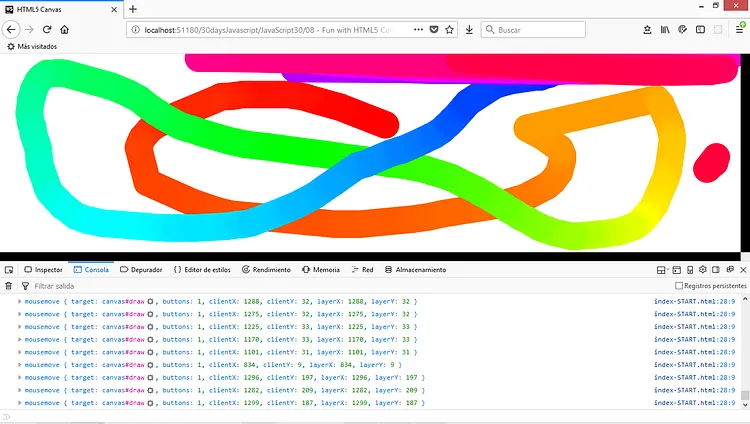 HTML5 Canvas
localhost:51180/30daysJavascript/JavaScript30/08 - Fun with HTML5 Can
Buscar
Más visitados
Inspector Consola Depurador Editor de estilos Rendimiento Memoria Red Almacenamiento
Filtrar salida Registros persistentes
mousemove { target: canvas#draw, buttons: 1, clientX: 1288, clientY: 32, layerX: 1288, layerY: 32 } index-START.html:28:9
mousemove { target: canvas#draw, buttons: 1, clientX: 1275, clientY: 32, layerX: 1275, layerY: 32 } index-START.html:28:9
mousemove { target: canvas#draw, buttons: 1, clientX: 1225, clientY: 33, layerX: 1225, layerY: 33 } index-START.html:28:9
mousemove { target: canvas#draw, buttons: 1, clientX: 1170, clientY: 33, layerX: 1170, layerY: 33 } index-START.html:28:9
mousemove { target: canvas#draw, buttons: 1, clientX: 1101, clientY: 31, layerX: 1101, layerY: 31 } index-START.html:28:9
mousemove { target: canvas#draw, buttons: 1, clientX: 834, clientY: 9, layerX: 834, layerY: 9 } index-START.html:28:9
mousemove { target: canvas#draw, buttons: 1, clientX: 1296, clientY: 197, layerX: 1296, layerY: 197 } index-START.html:28:9
mousemove { target: canvas#draw, buttons: 1, clientX: 1282, clientY: 209, layerX: 1282, layerY: 209 } index-START.html:28:9
mousemove { target: canvas#draw, buttons: 1, clientX: 1299, clientY: 187, layerX: 1299, layerY: 187 } index-START.html:28:9